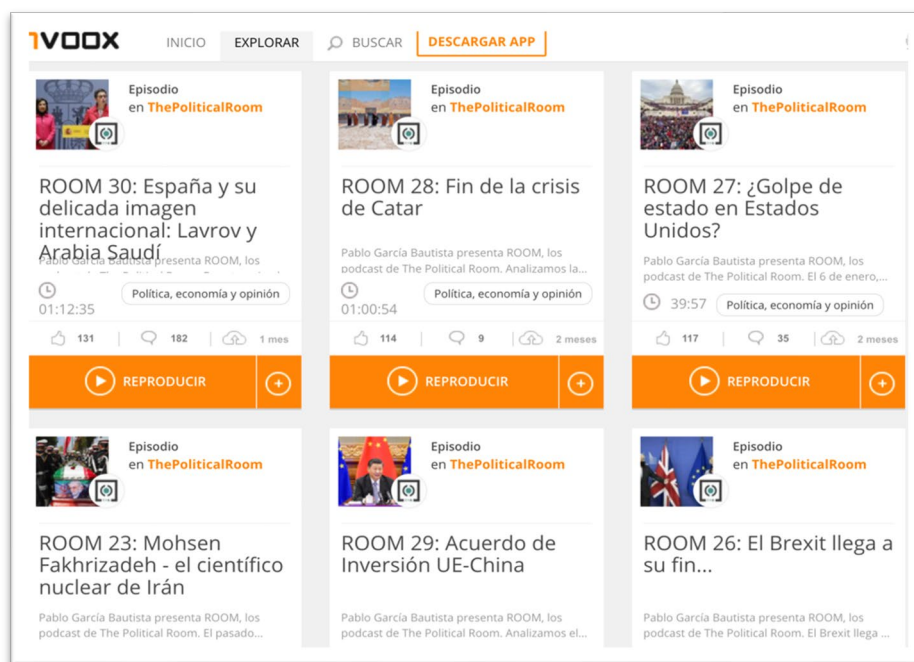 ıVOOX
INICIO
EXPLORAR
BUSCAR
DESCARGAR APP
Episodio
en ThePoliticalRoom
ROOM 30: España y su
delicada imagen
internacional: Lavrov y
Arabia Saudí
Pablo García Bautista presenta ROOM, los
01:12:35
Política, economía y opinión
131
182
1 mes
REPRODUCIR
Episodio
en ThePoliticalRoom
ROOM 28: Fin de la crisis
de Catar
Pablo García Bautista presenta ROOM, los
podcast de The Political Room. Analizamos la...
01:00:54
Política, economía y opinión
114
9
2 meses
REPRODUCIR
Episodio
en ThePoliticalRoom
ROOM 27: ¿Golpe de
estado en Estados
Unidos?
Pablo García Bautista presenta ROOM, los
podcast de The Political Room. El 6 de enero,...
39:57
Política, economía y opinión
117
35
2 meses
REPRODUCIR
Episodio
en ThePoliticalRoom
ROOM 23: Mohsen
Fakhrizadeh - el científico
nuclear de Irán
Pablo García Bautista presenta ROOM, los
podcast de The Political Room. El pasado...
Episodio
en ThePoliticalRoom
ROOM 29: Acuerdo de
Inversión UE-China
Pablo García Bautista presenta ROOM, los
podcast de The Political Room. Analizamos el...
Episodio
en ThePoliticalRoom
ROOM 26: El Brexit llega a
su fin...
Pablo García Bautista presenta ROOM, los
podcast de The Political Room. El Brexit llega ...